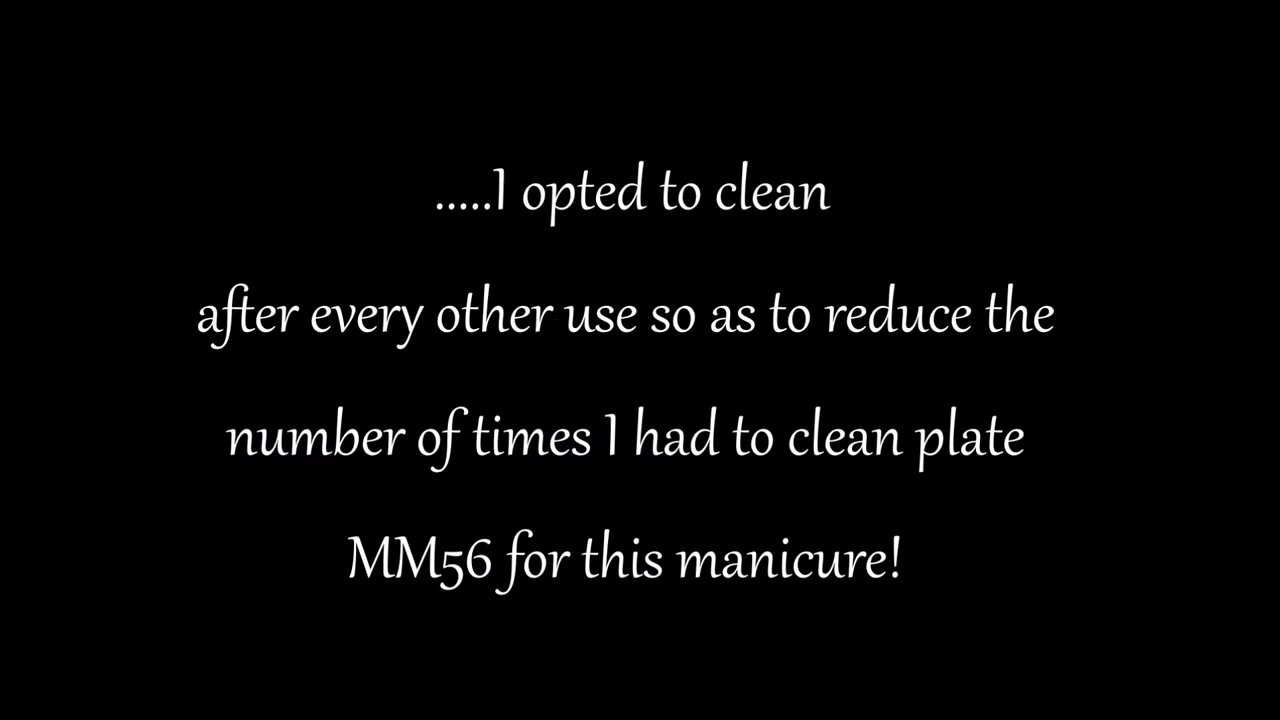 .....I opted to clean
after every other use so as to reduce the
number of times I had to clean plate
MM56 for this manicure!